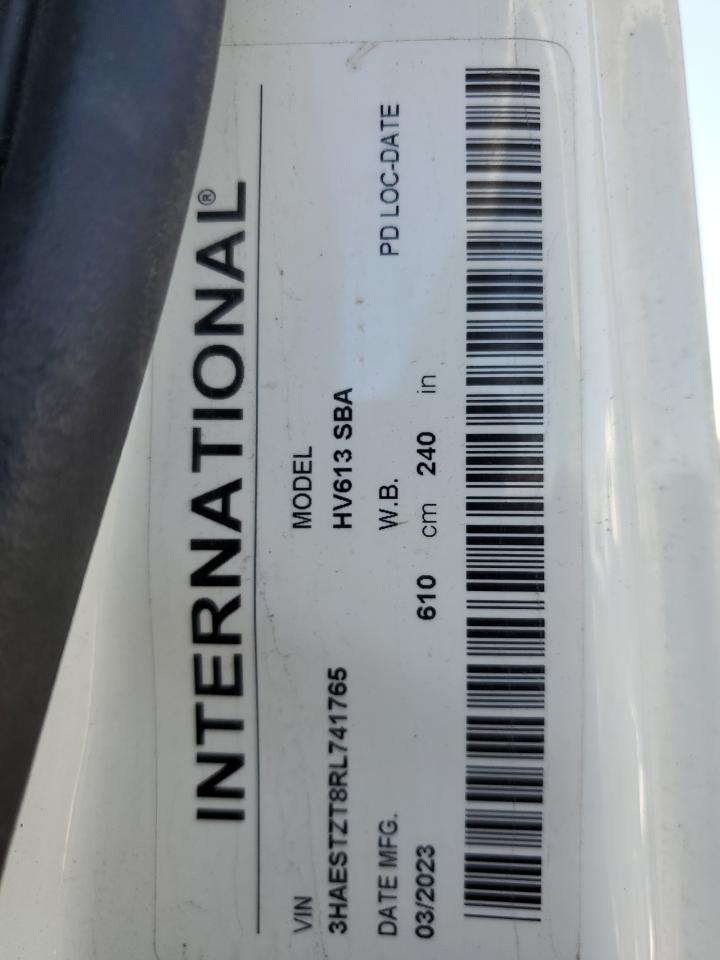 INTERNATIONAL®
VIN MODEL
3HAESTZT8RL741765 HV613 SBA
DATE MFG. W.B. PD LOC-DATE
03/2023 610 cm 240 in